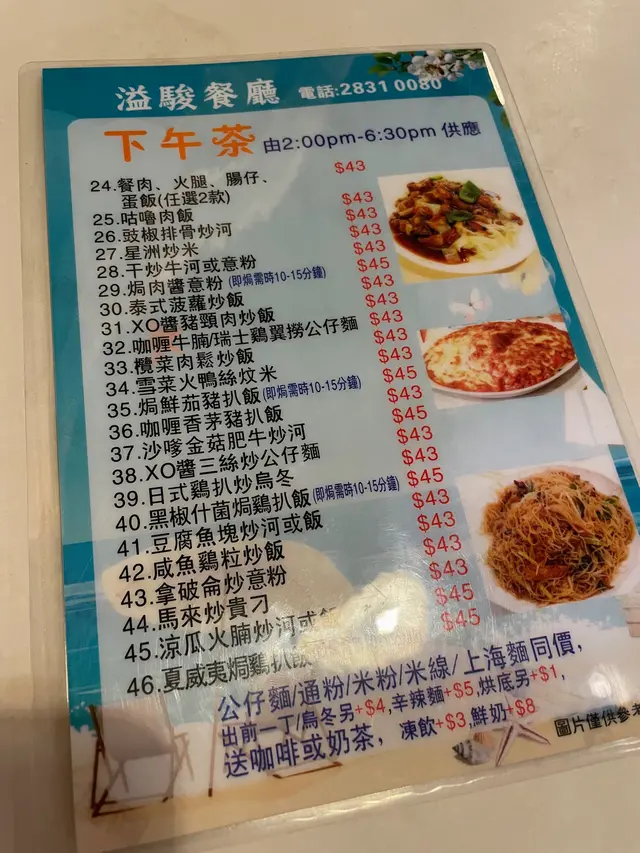 溢駿餐廳 電話:2831 0080
下午茶 由2:00pm-6:30pm 供應
24.餐肉、火腿、腸仔、 $43
蛋飯(任選2款)
25.咕嚕肉飯 $43
26.豉椒排骨炒河 $43
27.星洲炒米 $43
28.干炒牛河或意粉 $43
29.焗肉醬意粉(即焗需時10-15分鐘) $45
30.泰式菠蘿炒飯 $43
31.XO醬豬頸肉炒飯 $43
32.咖喱牛腩/瑞士鷄翼撈公仔麵 $43
33.欖菜肉鬆炒飯 $43
34.雪菜火鴨絲炆米 $43
35.焗鮮茄豬扒飯(即焗需時10-15分鐘) $45
36.咖喱香茅豬扒飯 $43
37.沙嗲金菇肥牛炒河 $45
38.XO醬三絲炒公仔麵 $43
39.日式鷄扒炒烏冬 $43
40.黑椒什菌焗鷄扒飯(即焗需時10-15分鐘) $45
41.豆腐魚塊炒河或飯 $43
42.咸魚鷄粒炒飯 $43
43.拿破侖炒意粉 $43
44.馬來炒貴刁 $43
45.涼瓜火腩炒河或飯 $45
46.夏威夷焗鷄扒飯 $45
公仔麵/通粉/米粉/米線/上海麵同價,
出前一丁/烏冬另+$4,辛辣麵+$5,烘底另+$1,
送咖啡或奶茶, 凍飲+$3,鮮奶+$8
圖片僅供參考